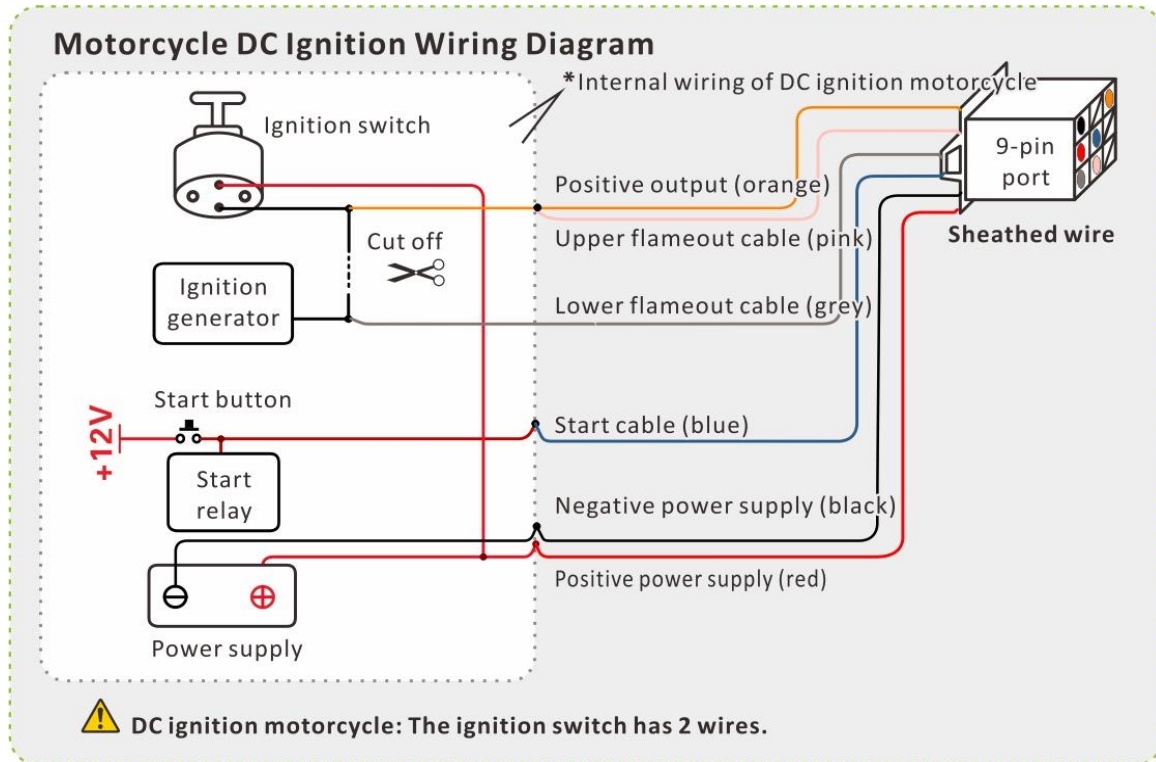 Motorcycle DC Ignition Wiring Diagram
*Internal wiring of DC ignition motorcycle
Ignition switch
9-pin
port
Positive output (orange)
Upper flameout cable (pink)
Sheathed wire
Cut off
Ignition
generator
Lower flameout cable (grey)
Start button
+12V
Start cable (blue)
Start
relay
Negative power supply (black)
Positive power supply (red)
Power supply
DC ignition motorcycle: The ignition switch has 2 wires.